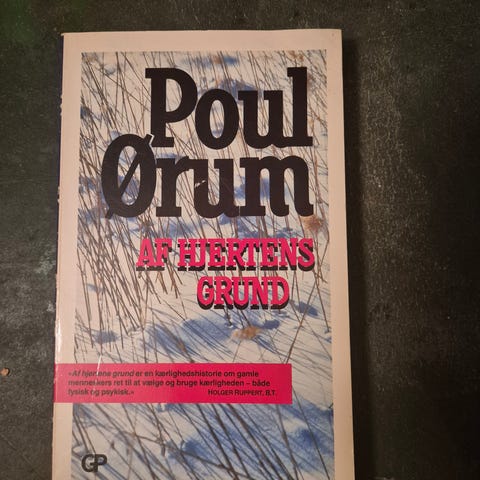 Poul
Ørum
AF HJERTENS
GRUND
»Af hjertens grund er en kærlighedshistorie om gamle
menneskers ret til at vælge og bruge kærligheden – både
fysisk og psykisk.« HOLGER RUPPERT, B.T.
GP